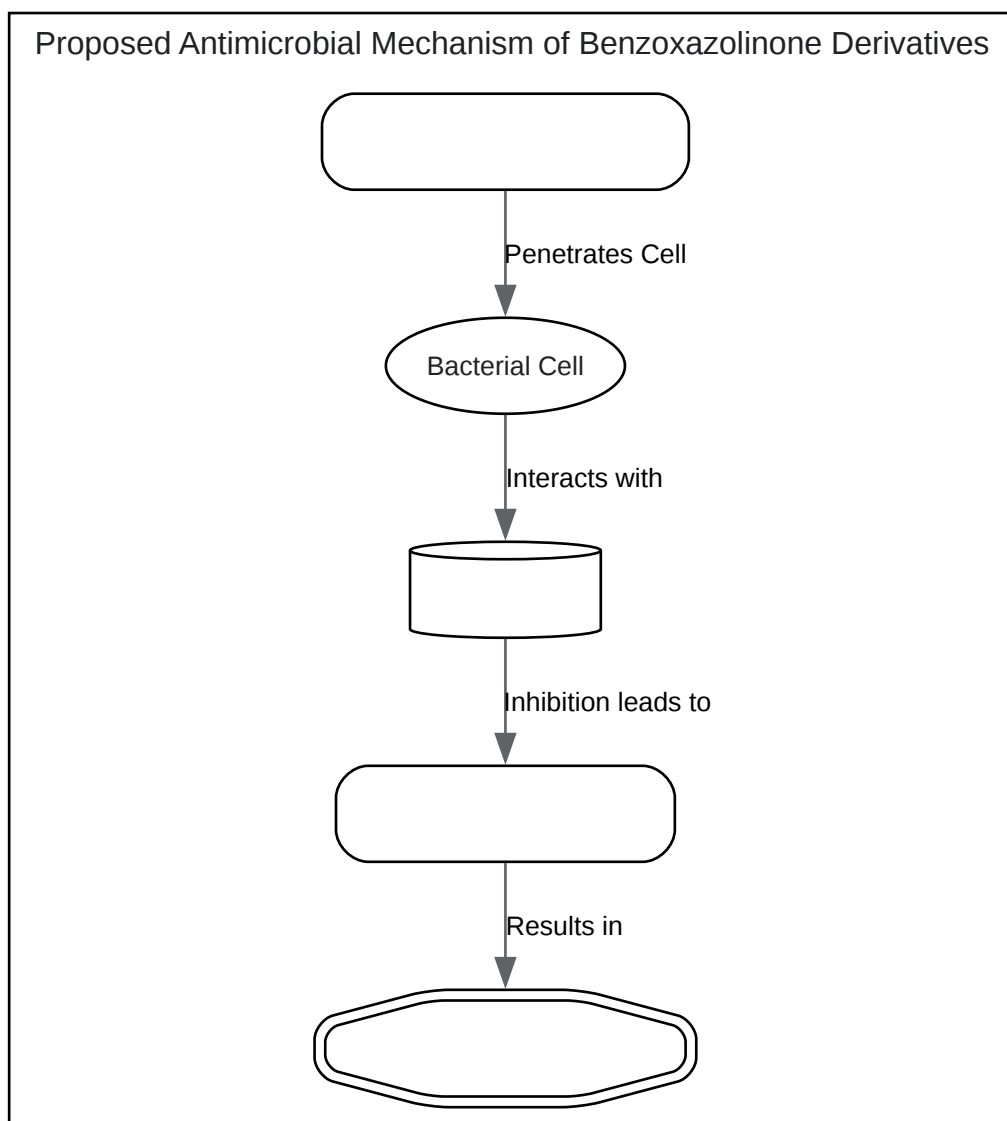 Proposed Antimicrobial Mechanism of Benzoxazolinone Derivatives
Penetrates Cell
Bacterial Cell
Interacts with
Inhibition leads to
Results in